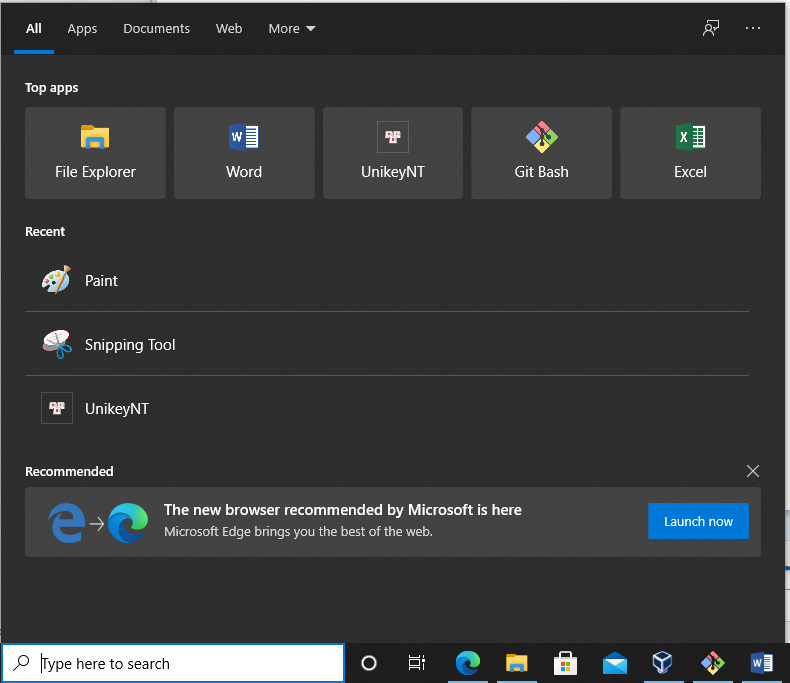 All Apps Documents Web More
Top apps
File Explorer Word UnikeyNT Git Bash Excel
Recent
Paint
Snipping Tool
UnikeyNT
Recommended
The new browser recommended by Microsoft is here
Microsoft Edge brings you the best of the web.
Launch now
Type here to search